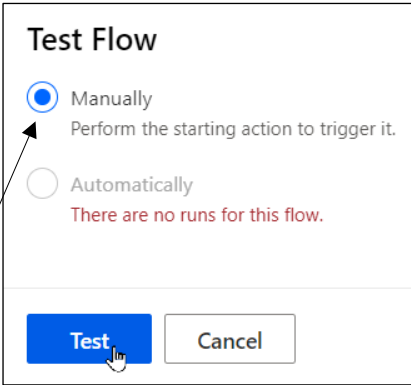 Test Flow
Manually
Perform the starting action to trigger it.
Automatically
There are no runs for this flow.
Test
Cancel